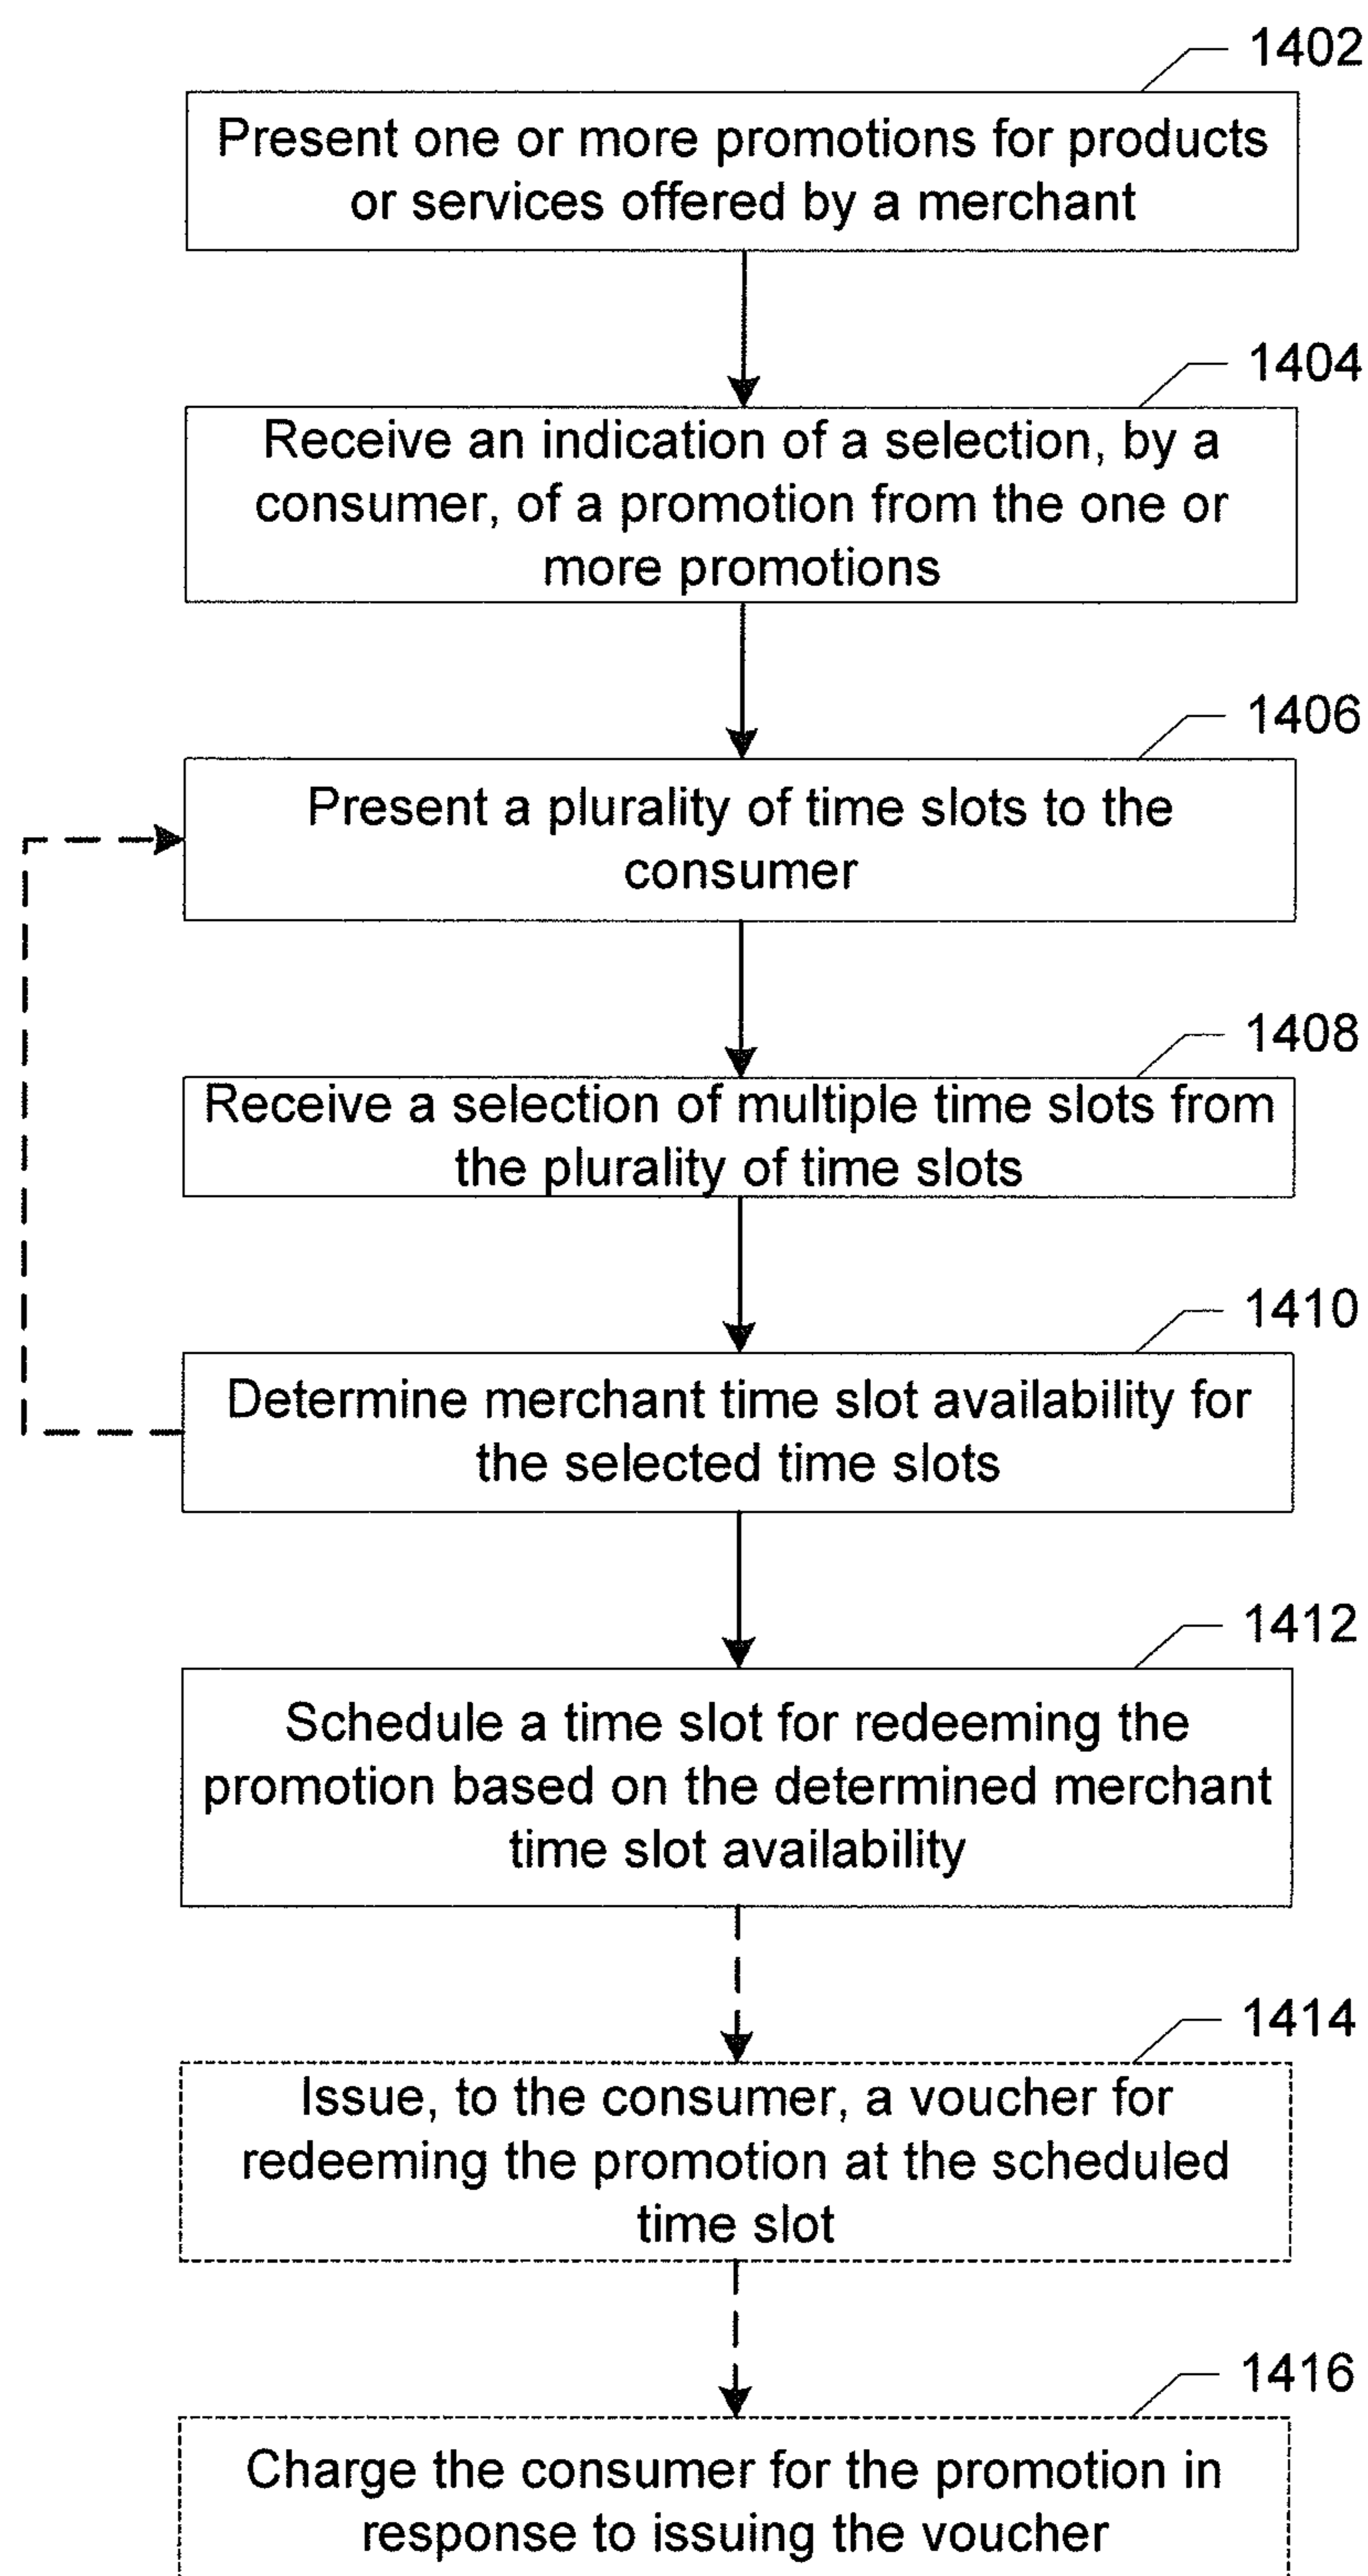 1402
Present one or more promotions for products
or services offered by a merchant
1404
Receive an indication of a selection, by a
consumer, of a promotion from the one or
more promotions
1406
Present a plurality of time slots to the
consumer
1408
Receive a selection of multiple time slots from
the plurality of time slots
1410
Determine merchant time slot availability for
the selected time slots
1412
Schedule a time slot for redeeming the
promotion based on the determined merchant
time slot availability
1414
Issue, to the consumer, a voucher for
redeeming the promotion at the scheduled
time slot
1416
Charge the consumer for the promotion in
response to issuing the voucher